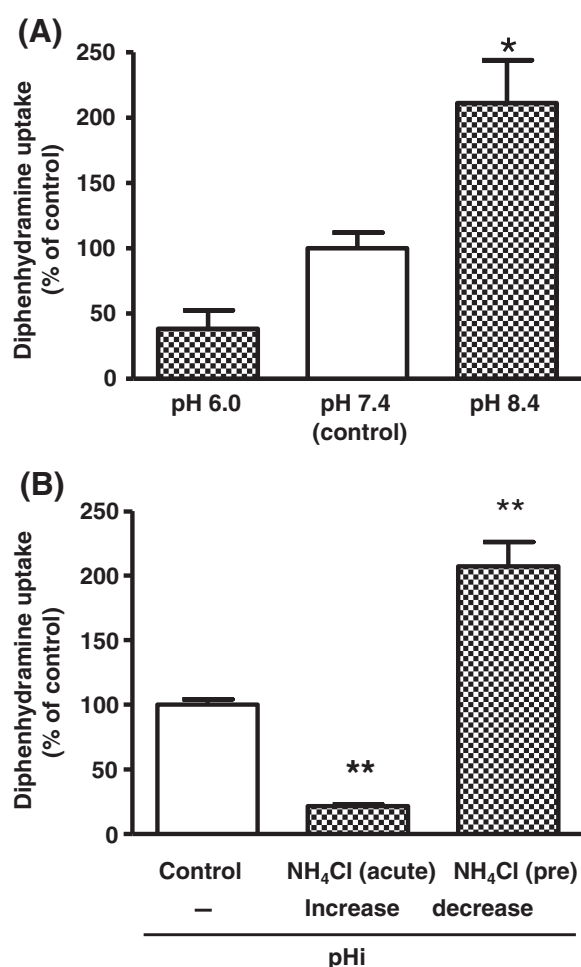 (A)
Diphenhydramine uptake
(% of control)
250
200
150
100
50
0
*
pH 6.0 pH 7.4 pH 8.4
(control)
(B)
Diphenhydramine uptake
(% of control)
250
200
150
100
50
0
**
**
Control NH₄Cl (acute) NH₄Cl (pre)
– Increase decrease
pHi